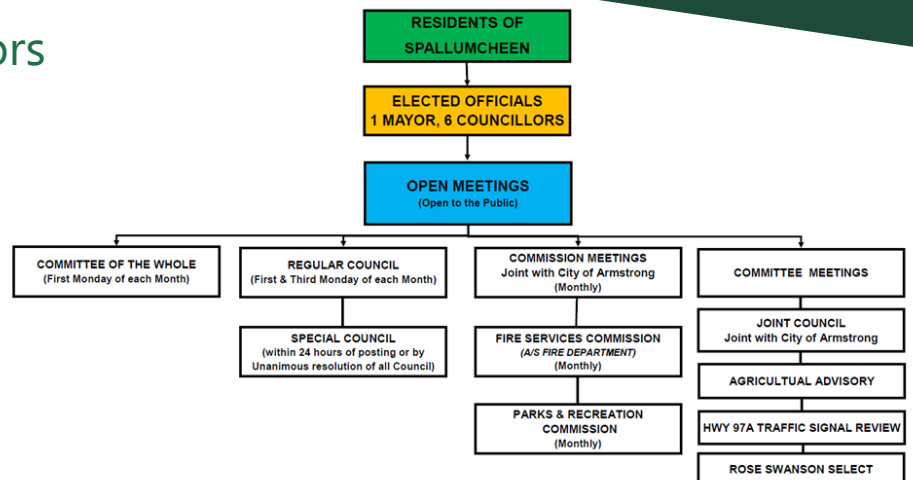 ors
RESIDENTS OF
SPALLUMCHEEN
ELECTED OFFICIALS
1 MAYOR, 6 COUNCILLORS
OPEN MEETINGS
(Open to the Public)
COMMITTEE OF THE WHOLE
(First Monday of each Month)
REGULAR COUNCIL
(First & Third Monday of each Month)
SPECIAL COUNCIL
(within 24 hours of posting or by
Unanimous resolution of all Council)
COMMISSION MEETINGS
Joint with City of Armstrong
(Monthly)
FIRE SERVICES COMMISSION
(A/S FIRE DEPARTMENT)
(Monthly)
PARKS & RECREATION
COMMISSION
(Monthly)
COMMITTEE MEETINGS
JOINT COUNCIL
Joint with City of Armstrong
AGRICULTUAL ADVISORY
HWY 97A TRAFFIC SIGNAL REVIEW
ROSE SWANSON SELECT